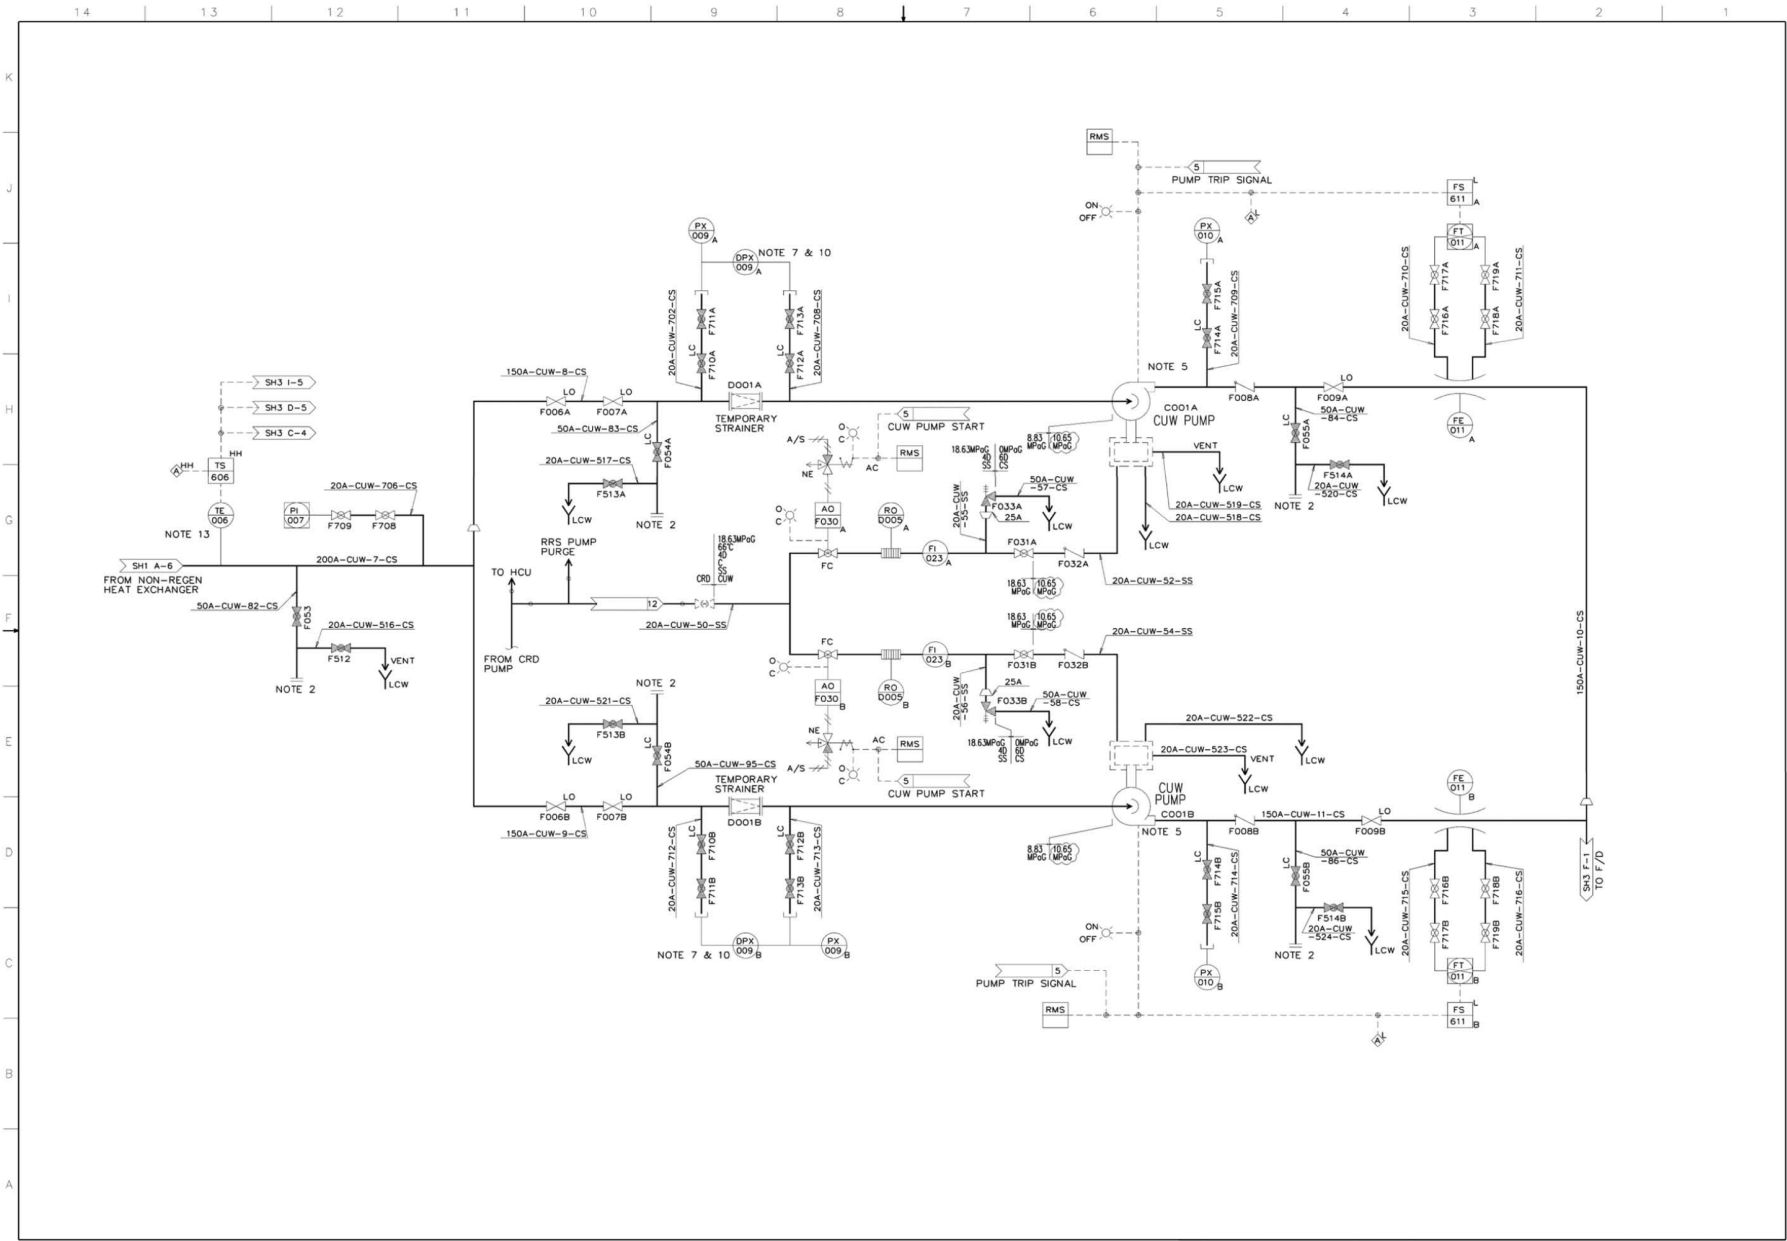 14 13 12 11 10 9 8 7 6 5 4 3 2 1
K
J
I
H
G
F
E
D
C
B
A
RMS
5
PUMP TRIP SIGNAL
ON
OFF
A L
FS L
611 A
FT
011 A
F717A
F719A
F716A
F718A
20A-CUW-710-CS
20A-CUW-711-CS
FE
011 A
PX
010 A
F715A
LC
F714A
20A-CUW-709-CS
NOTE 5
C001A
CUW PUMP
F008A
LO
F009A
50A-CUW
-84-CS
LC
F055A
F514A
20A-CUW
-520-CS
LCW
NOTE 2
VENT
LCW
20A-CUW-519-CS
20A-CUW-518-CS
LCW
PX
009 A
DPX
009 A
NOTE 7 & 10
20A-CUW-702-CS
F711A
LC
F710A
F713A
LC
F712A
20A-CUW-708-CS
150A-CUW-8-CS
LO
F006A
LO
F007A
D001A
TEMPORARY
STRAINER
50A-CUW-83-CS
LC
F054A
20A-CUW-517-CS
F513A
LCW
NOTE 2
SH3 I-5
SH3 D-5
SH3 C-4
A HH
HH
TS
606
TE
006
NOTE 13
PI
007
20A-CUW-706-CS
F709
F708
SH1 A-6
FROM NON-REGEN
HEAT EXCHANGER
200A-CUW-7-CS
50A-CUW-82-CS
F053
20A-CUW-516-CS
F512
VENT
LCW
NOTE 2
5
CUW PUMP START
A/S
O
C
AC
RMS
NE
AO
F030 A
O
C
FC
RO
D005 A
FI
023 A
18.63MPaG
4D
SS
0MPaG
6D
CS
8.83
MPaG
10.65
MPaG
50A-CUW
-57-CS
F033A
25A
LCW
20A-CUW
-55-SS
F031A
F032A
20A-CUW-52-SS
18.63
MPaG
10.65
MPaG
RRS PUMP
PURGE
TO HCU
FROM CRD
PUMP
12
18.63MPaG
66℃
4D
C
SS
CRD
CUW
20A-CUW-50-SS
18.63
MPaG
10.65
MPaG
FC
O
C
AO
F030 B
RO
D005 B
FI
023 B
F031B
F032B
20A-CUW-54-SS
20A-CUW
-56-SS
25A
F033B
50A-CUW
-58-CS
LCW
18.63MPaG
4D
SS
0MPaG
6D
CS
NE
A/S
O
C
AC
RMS
5
CUW PUMP START
NOTE 2
20A-CUW-521-CS
F513B
LCW
LC
F054B
50A-CUW-95-CS
TEMPORARY
STRAINER
D001B
LO
F006B
LO
F007B
150A-CUW-9-CS
20A-CUW-712-CS
LC
F710B
F711B
LC
F712B
F713B
20A-CUW-713-CS
NOTE 7 & 10
DPX
009 B
PX
009 B
20A-CUW-522-CS
20A-CUW-523-CS
VENT
LCW
LCW
CUW
PUMP
C001B
NOTE 5
8.83
MPaG
10.65
MPaG
F008B
150A-CUW-11-CS
LO
F009B
LC
F714B
F715B
20A-CUW-714-CS
PX
010 B
50A-CUW
-86-CS
LC
F055B
F514B
20A-CUW
-524-CS
LCW
NOTE 2
FE
011 B
20A-CUW-715-CS
F716B
F717B
F718B
F719B
20A-CUW-716-CS
FT
011 B
FS L
611 B
A L
ON
OFF
5
PUMP TRIP SIGNAL
RMS
150A-CUW-10-CS
SH3 F-1
TO F/D